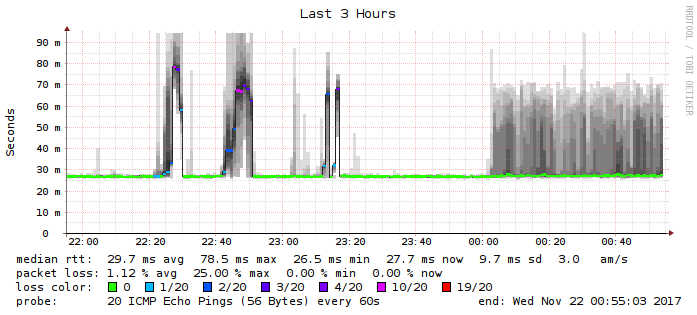 Last 3 Hours
RRDTOOL / TOBI OETIKER
Seconds
90 m
80 m
70 m
60 m
50 m
40 m
30 m
20 m
10 m
0
22:00 22:20 22:40 23:00 23:20 23:40 00:00 00:20 00:40
median rtt: 29.7 ms avg 78.5 ms max 26.5 ms min 27.7 ms now 9.7 ms sd 3.0 am/s
packet loss: 1.12 % avg 25.00 % max 0.00 % min 0.00 % now
loss color: 0 1/20 2/20 3/20 4/20 10/20 19/20
probe: 20 ICMP Echo Pings (56 Bytes) every 60s end: Wed Nov 22 00:55:03 2017